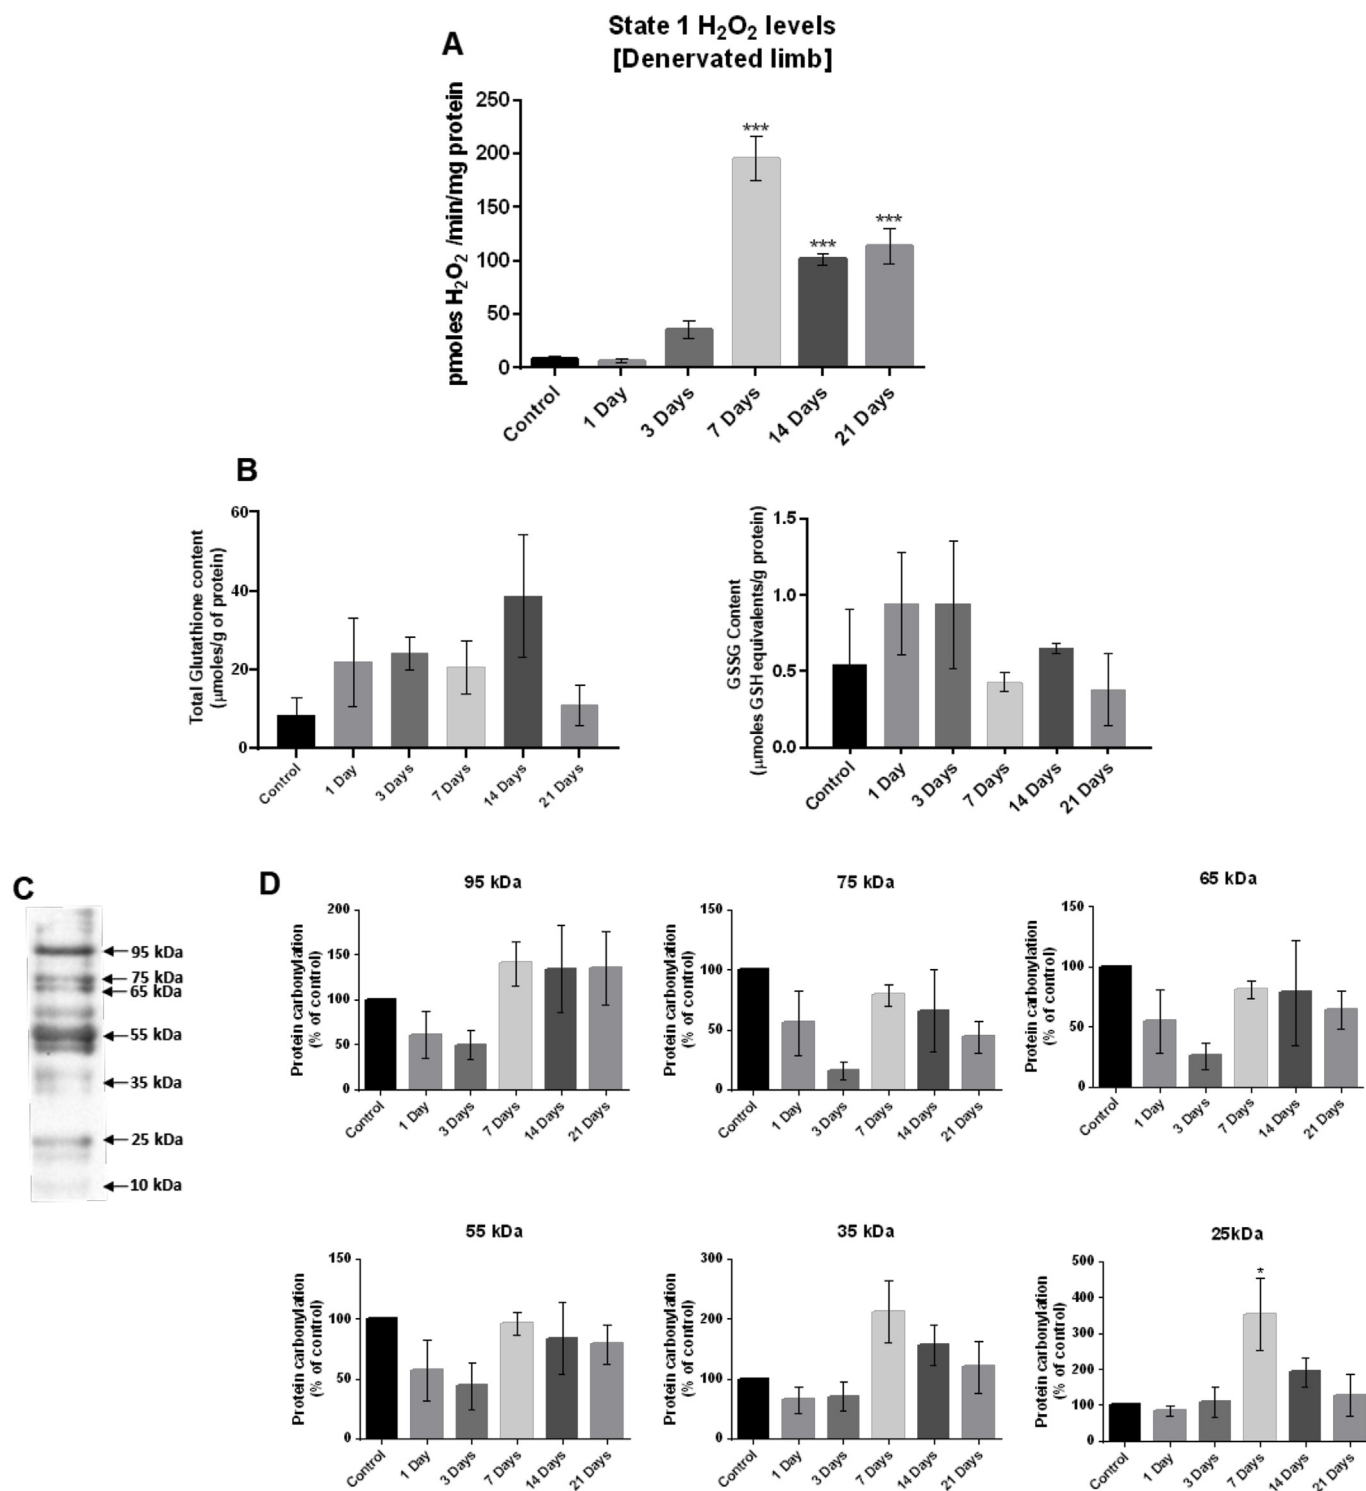 A
State 1 H₂O₂ levels
[Denervated limb]
pmoles H₂O₂ /min/mg protein
250
200
150
100
50
0
***
***
***
Control
1 Day
3 Days
7 Days
14 Days
21 Days
B
Total Glutathione content
(μmoles/g of protein)
60
40
20
0
Control
1 Day
3 Days
7 Days
14 Days
21 Days
GSSG Content
(μmoles GSH equivalents/g protein)
1.5
1.0
0.5
0.0
Control
1 Day
3 Days
7 Days
14 Days
21 Days
C
95 kDa
75 kDa
65 kDa
55 kDa
35 kDa
25 kDa
10 kDa
D
95 kDa
Protein carbonylation
(% of control)
200
150
100
50
0
Control
1 Day
3 Days
7 Days
14 Days
21 Days
75 kDa
Protein carbonylation
(% of control)
150
100
50
0
Control
1 Day
3 Days
7 Days
14 Days
21 Days
65 kDa
Protein carbonylation
(% of control)
150
100
50
0
Control
1 Day
3 Days
7 Days
14 Days
21 Days
55 kDa
Protein carbonylation
(% of control)
150
100
50
0
Control
1 Day
3 Days
7 Days
14 Days
21 Days
35 kDa
Protein carbonylation
(% of control)
300
200
100
0
Control
1 Day
3 Days
7 Days
14 Days
21 Days
25kDa
Protein carbonylation
(% of control)
500
400
300
200
100
0
*
Control
1 Day
3 Days
7 Days
14 Days
21 Days